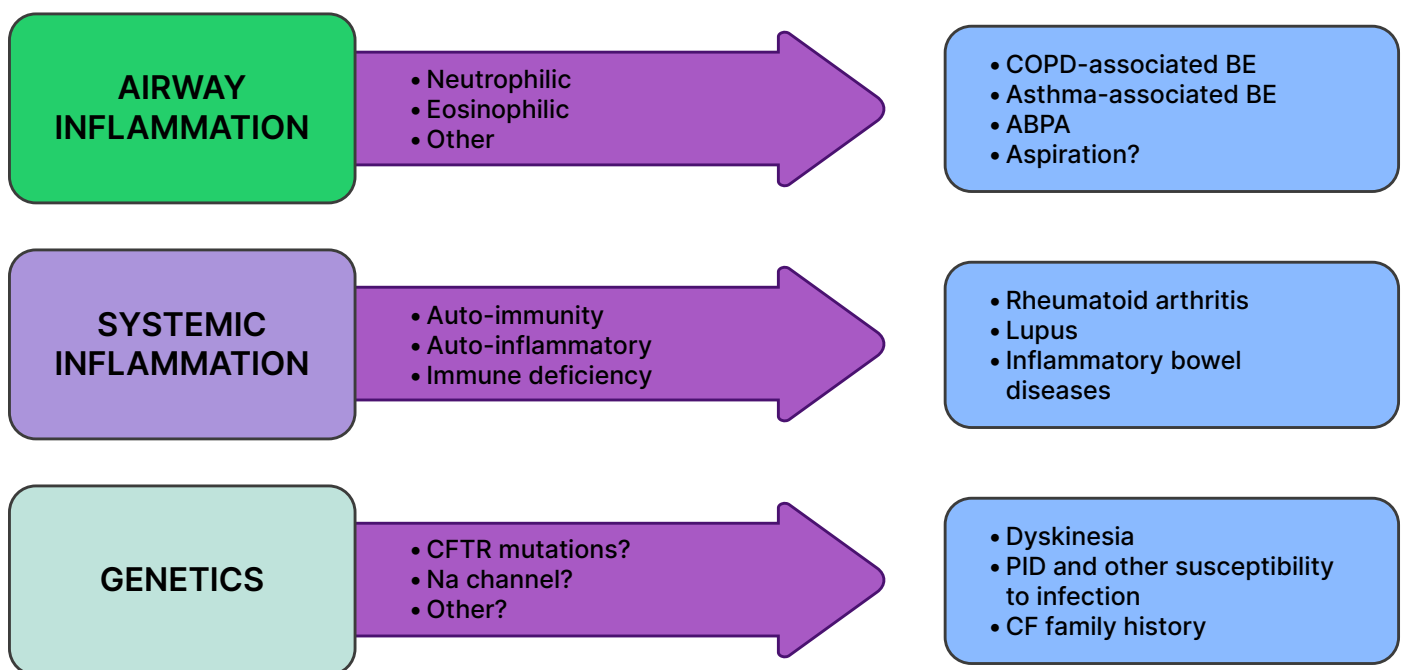 AIRWAY
INFLAMMATION
• Neutrophilic
• Eosinophilic
• Other
• COPD-associated BE
• Asthma-associated BE
• ABPA
• Aspiration?
SYSTEMIC
INFLAMMATION
• Auto-immunity
• Auto-inflammatory
• Immune deficiency
• Rheumatoid arthritis
• Lupus
• Inflammatory bowel
diseases
GENETICS
• CFTR mutations?
• Na channel?
• Other?
• Dyskinesia
• PID and other susceptibility
to infection
• CF family history